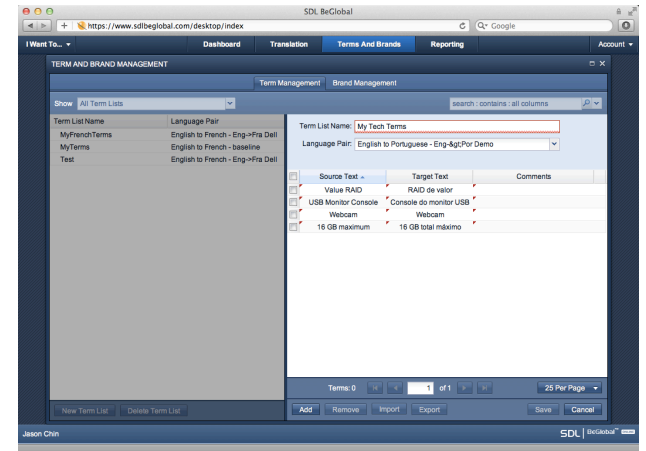 SDL BeGlobal
https://www.sdlbeglobal.com/desktop/index
Google
I Want To...
Dashboard
Translation
Terms And Brands
Reporting
Account
TERM AND BRAND MANAGEMENT
Term Management
Brand Management
Show
All Term Lists
search : contains : all columns
Term List Name
Language Pair
MyFrenchTerms
English to French - Eng->Fra Dell
MyTerms
English to French - baseline
Test
English to French - Eng->Fra Dell
Term List Name:
My Tech Terms
Language Pair:
English to Portuguese - Eng-&gt;Por Demo
Source Text
Target Text
Comments
Value RAID
RAID de valor
USB Monitor Console
Console do monitor USB
Webcam
Webcam
16 GB maximum
16 GB total máximo
Terms: 0
1
of 1
25 Per Page
New Term List
Delete Term List
Add
Remove
Import
Export
Save
Cancel
Jason Chin
SDL
BeGlobal